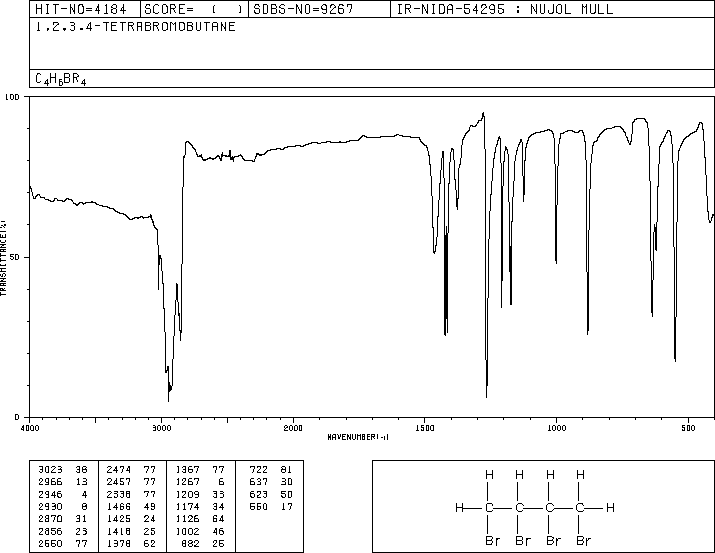 HIT-NO=4184 SCORE= ( ) SDBS-NO=9267 IR-NIDA-54295 : NUJOL MULL
1,2,3,4-TETRABROMOBUTANE
C4H6BR4
100
50
0
TRANSMITTANCE(%)
4000 3000 2000 1500 1000 500
WAVENUMBER(-1)
3023 38 2474 77 1367 77 722 81
2966 13 2457 77 1267 6 637 30
2946 4 2338 77 1209 33 623 50
2930 8 1466 49 1174 34 550 17
2870 31 1425 24 1126 64
2856 23 1418 25 1002 46
2560 77 1378 62 882 25
H H H H
H C C C C H
Br Br Br Br